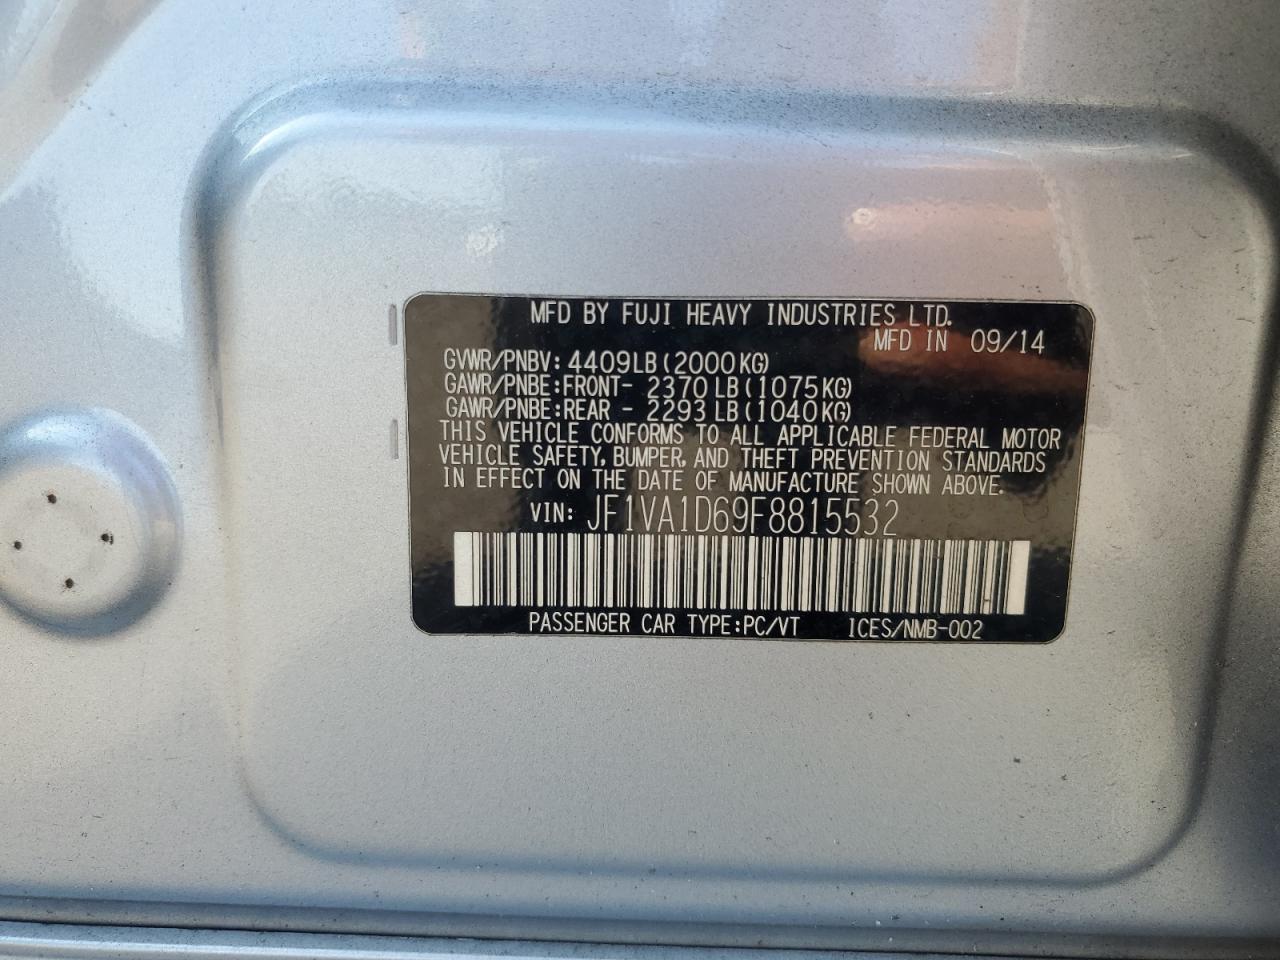 MFD BY FUJI HEAVY INDUSTRIES LTD.
MFD IN 09/14
GVWR/PNBV: 4409LB(2000KG)
GAWR/PNBE:FRONT- 2370LB(1075KG)
GAWR/PNBE:REAR - 2293LB(1040KG)
THIS VEHICLE CONFORMS TO ALL APPLICABLE FEDERAL MOTOR
VEHICLE SAFETY, BUMPER, AND THEFT PREVENTION STANDARDS
IN EFFECT ON THE DATE OF MANUFACTURE SHOWN ABOVE.
VIN: JF1VA1D69F8815532
PASSENGER CAR TYPE:PC/VT ICES/NMB-002